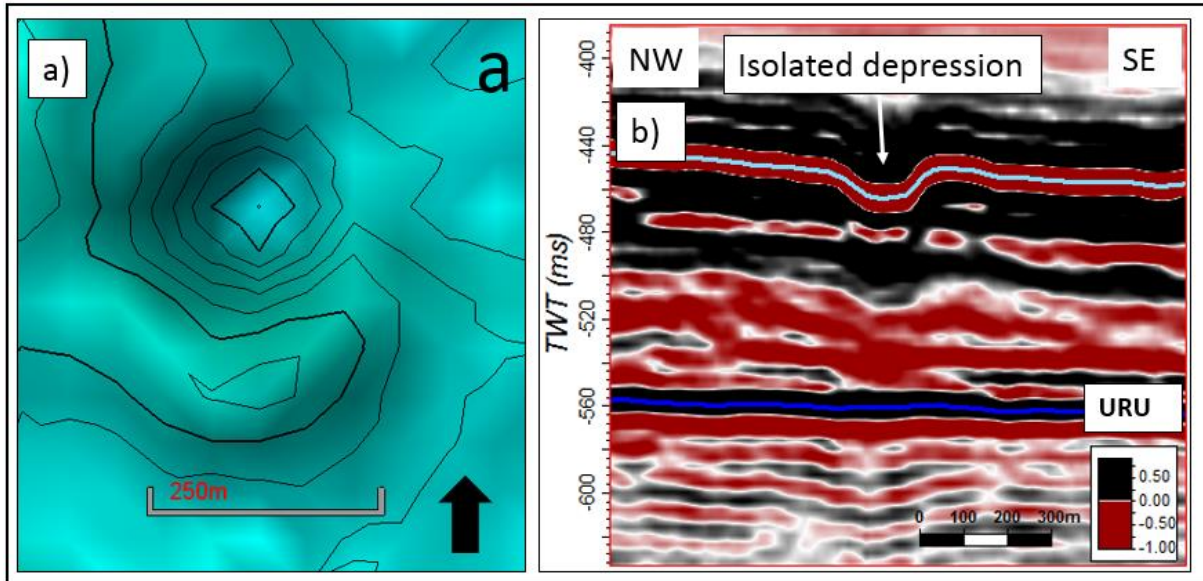 a)
a
250m
NW
Isolated depression
SE
b)
TWT (ms)
-400
-440
-480
-520
-560
-600
URU
0.50
0.00
-0.50
-1.00
0 100 200 300m